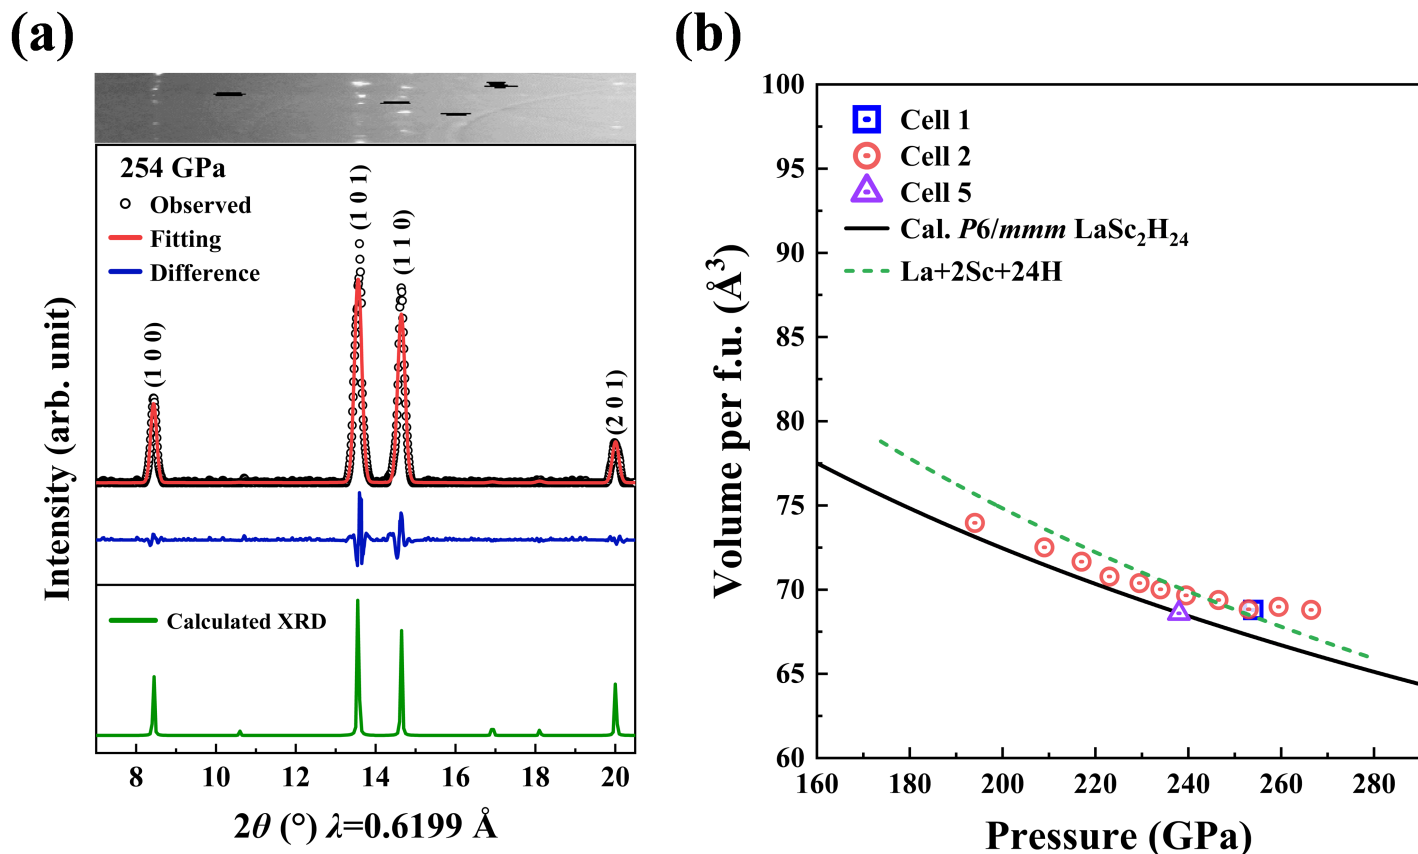 (a)
254 GPa
Observed
Fitting
Difference
(1 0 0)
(1 0 1)
(1 1 0)
(2 0 1)
Calculated XRD
Intensity (arb. unit)
8 10 12 14 16 18 20
2θ (°) λ=0.6199 Å
(b)
Cell 1
Cell 2
Cell 5
Cal. P6/mmm LaSc₂H₂₄
La+2Sc+24H
Volume per f.u. (Å³)
100
95
90
85
80
75
70
65
60
160 180 200 220 240 260 280
Pressure (GPa)